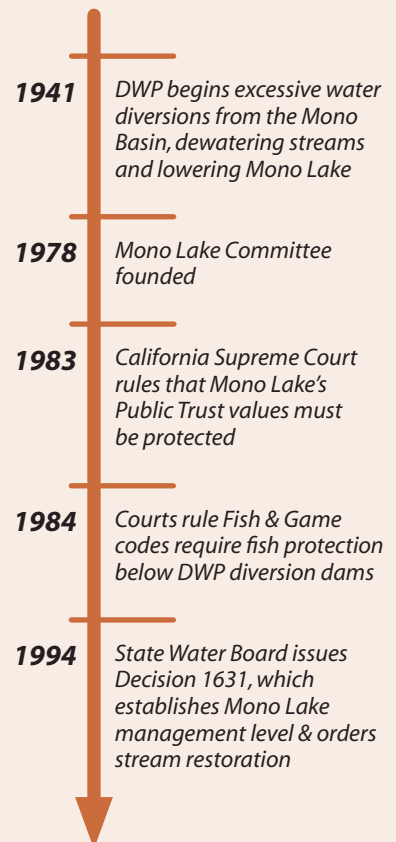 1941
DWP begins excessive water
diversions from the Mono
Basin, dewatering streams
and lowering Mono Lake
1978
Mono Lake Committee
founded
1983
California Supreme Court
rules that Mono Lake’s
Public Trust values must
be protected
1984
Courts rule Fish & Game
codes require fish protection
below DWP diversion dams
1994
State Water Board issues
Decision 1631, which
establishes Mono Lake
management level & orders
stream restoration